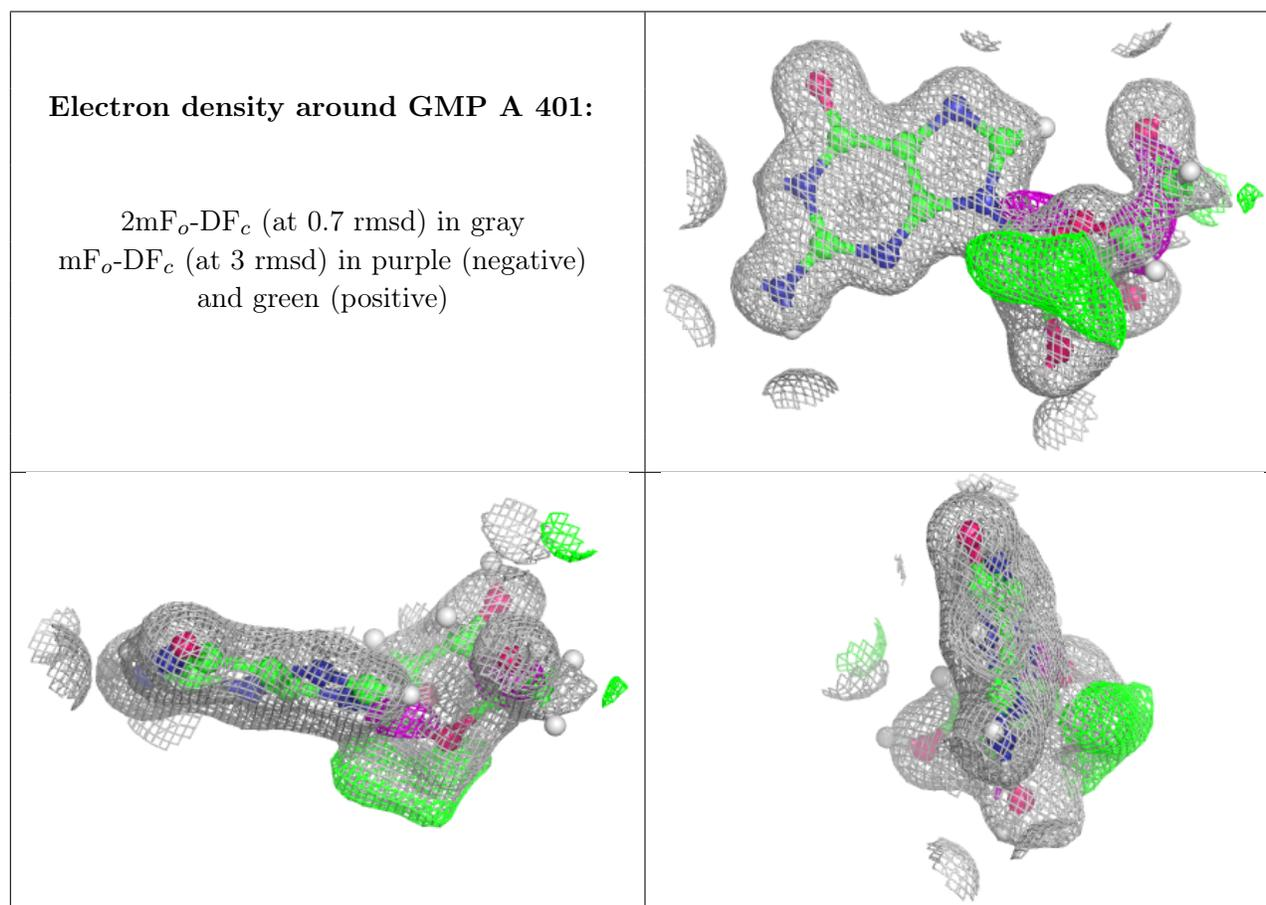 Electron density around GMP A 401:
2mFo-DFc (at 0.7 rmsd) in gray
mFo-DFc (at 3 rmsd) in purple (negative)
and green (positive)